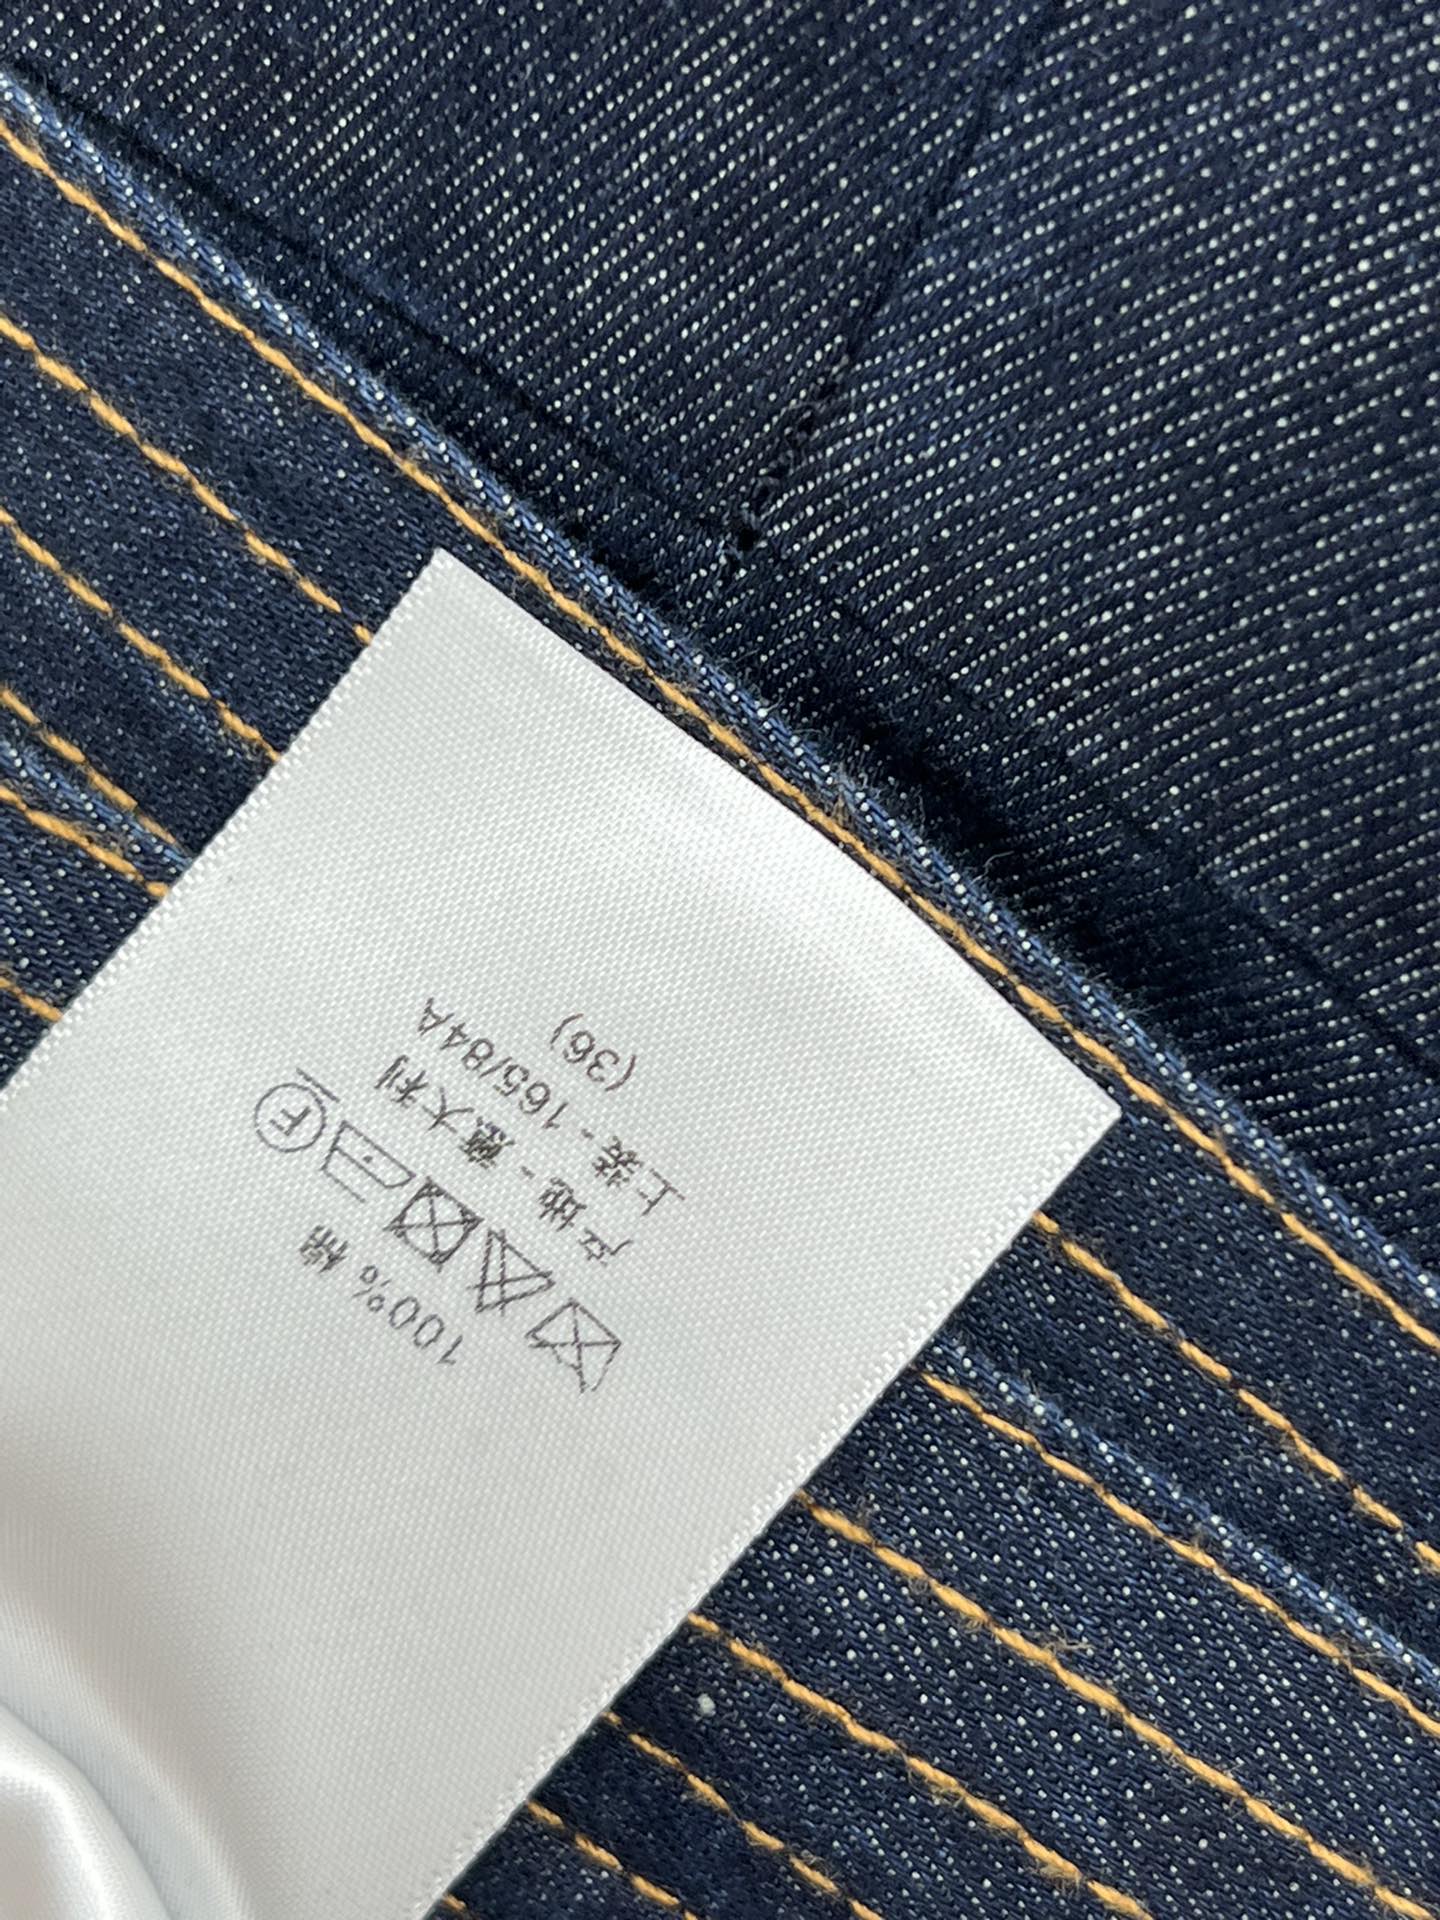 100% 棉
F
产地 - 意大利
上装 - 165/84A
(36)